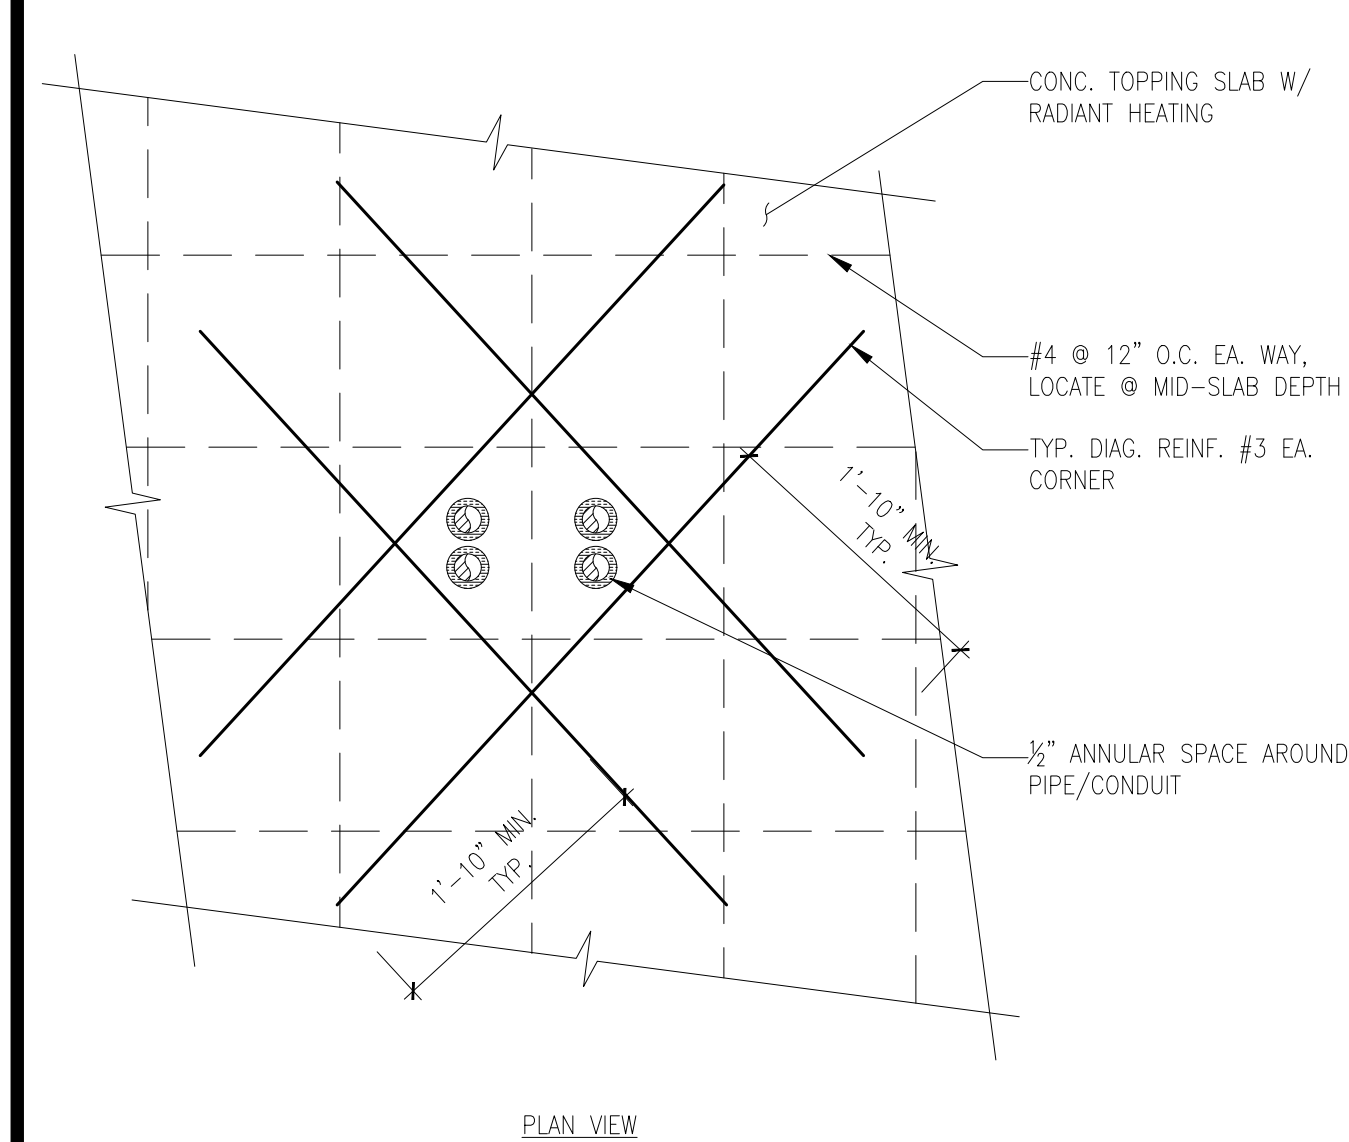 CONC. TOPPING SLAB W/
RADIANT HEATING
#4 @ 12" O.C. EA. WAY,
LOCATE @ MID-SLAB DEPTH
TYP. DIAG. REINF. #3 EA.
CORNER
1'-10" MIN.
TYP.
½" ANNULAR SPACE AROUND
PIPE/CONDUIT
1'-10" MIN.
TYP.
PLAN VIEW